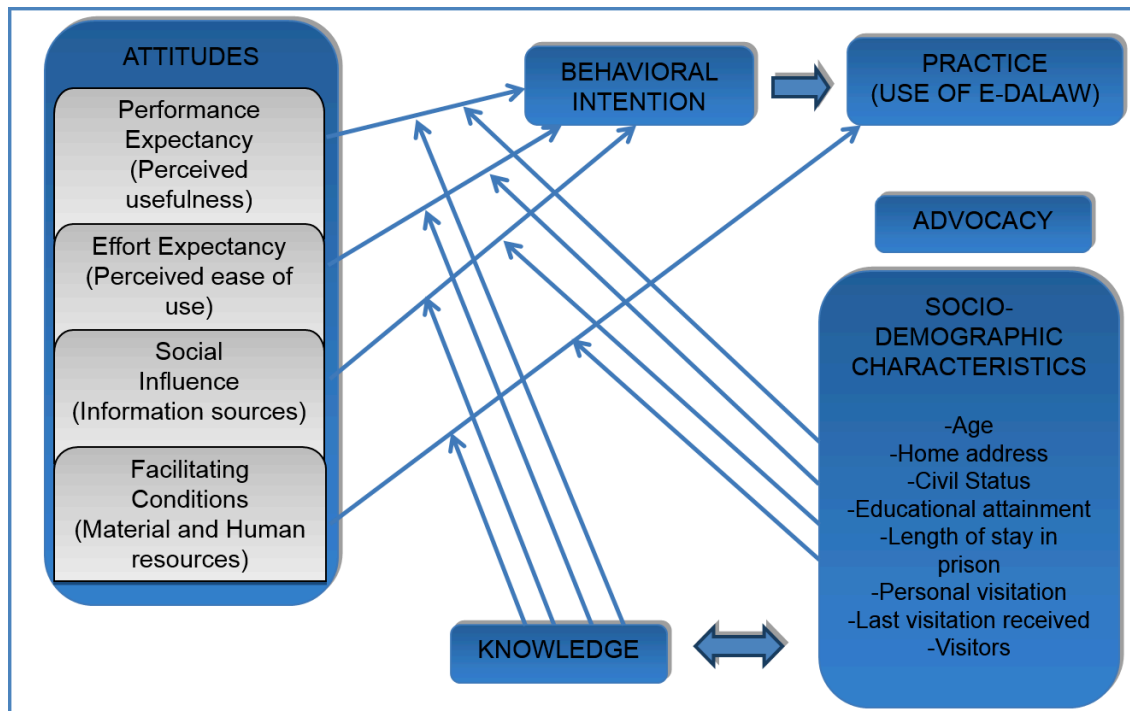 ATTITUDES
Performance
Expectancy
(Perceived
usefulness)
Effort Expectancy
(Perceived ease of
use)
Social
Influence
(Information sources)
Facilitating
Conditions
(Material and Human
resources)
BEHAVIORAL
INTENTION
PRACTICE
(USE OF E-DALAW)
ADVOCACY
SOCIO-
DEMOGRAPHIC
CHARACTERISTICS
-Age
-Home address
-Civil Status
-Educational attainment
-Length of stay in
prison
-Personal visitation
-Last visitation received
-Visitors
KNOWLEDGE